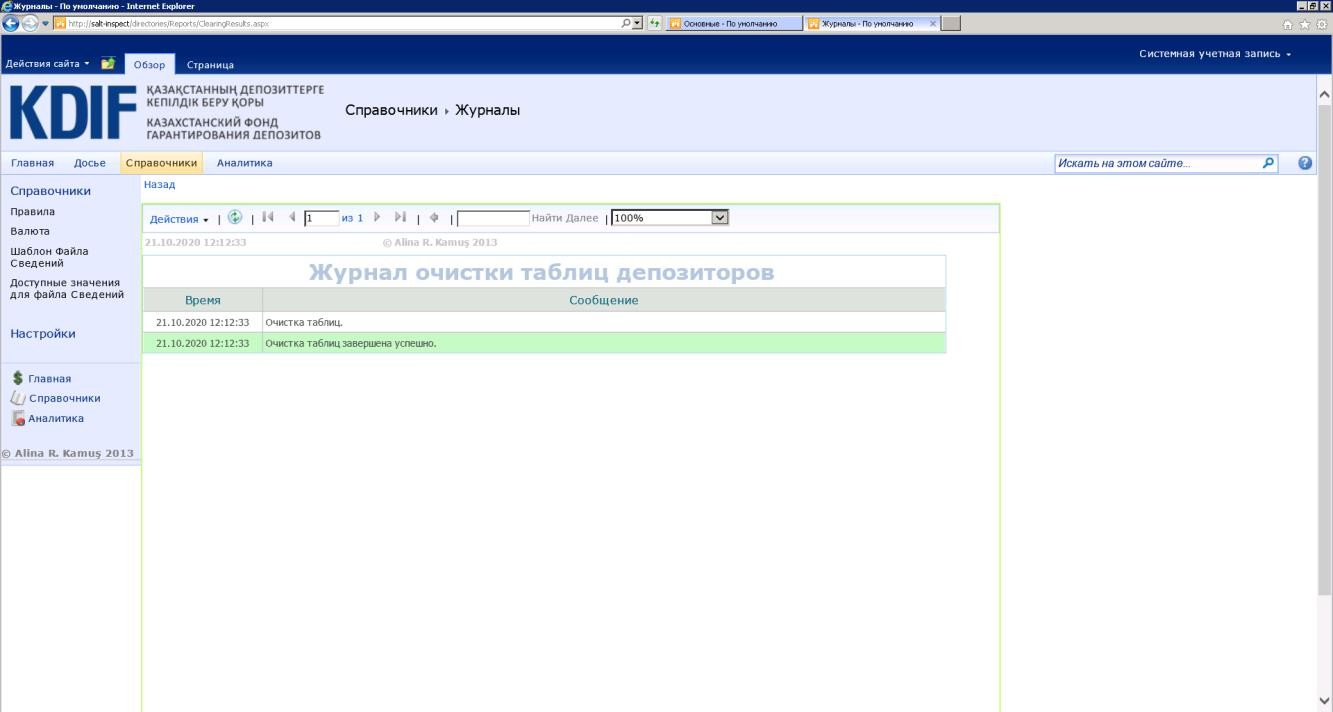 Журналы - По умолчанию - Internet Explorer
http://salt-inspect/directories/Reports/ClearingResults.aspx
Основные - По умолчанию
Журналы - По умолчанию
Действия сайта
Обзор
Страница
Системная учетная запись
KDIF
ҚАЗАҚСТАННЫҢ ДЕПОЗИТТЕРГЕ
КЕПІЛДІК БЕРУ ҚОРЫ
КАЗАХСТАНСКИЙ ФОНД
ГАРАНТИРОВАНИЯ ДЕПОЗИТОВ
Справочники ▸ Журналы
Главная
Досье
Справочники
Аналитика
Искать на этом сайте...
Справочники
Правила
Валюта
Шаблон Файла
Сведений
Доступные значения
для файла Сведений
Настройки
Главная
Справочники
Аналитика
© Alina R. Kamuş 2013
Назад
Действия | | 1 из 1 | | Найти Далее | 100%
21.10.2020 12:12:33 © Alina R. Kamuş 2013
Журнал очистки таблиц депозиторов
Время Сообщение
21.10.2020 12:12:33 Очистка таблиц.
21.10.2020 12:12:33 Очистка таблиц завершена успешно.